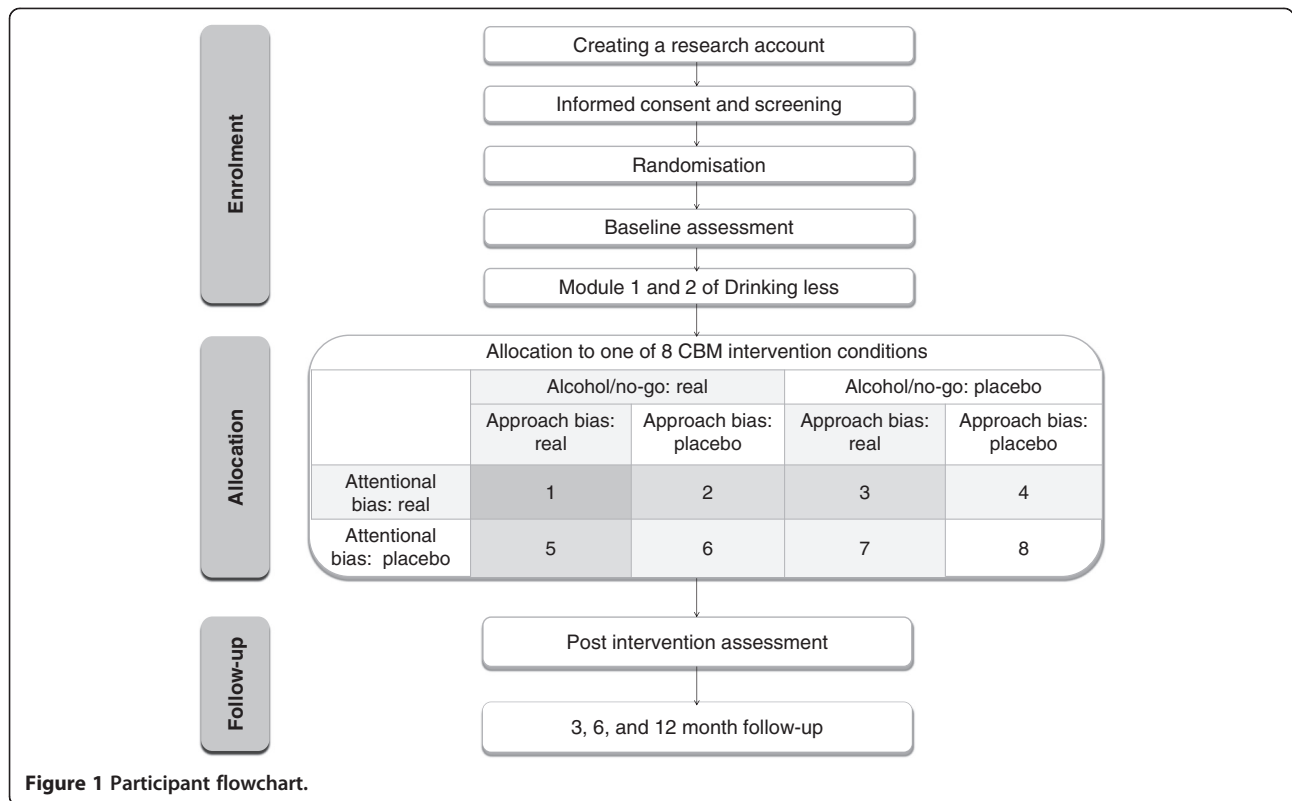 Enrolment
Creating a research account
Informed consent and screening
Randomisation
Baseline assessment
Module 1 and 2 of Drinking less
Allocation
Allocation to one of 8 CBM intervention conditions
Alcohol/no-go: real
Alcohol/no-go: placebo
Approach bias:
real
Approach bias:
placebo
Approach bias:
real
Approach bias:
placebo
Attentional
bias: real
1
2
3
4
Attentional
bias: placebo
5
6
7
8
Follow-up
Post intervention assessment
3, 6, and 12 month follow-up
Figure 1 Participant flowchart.